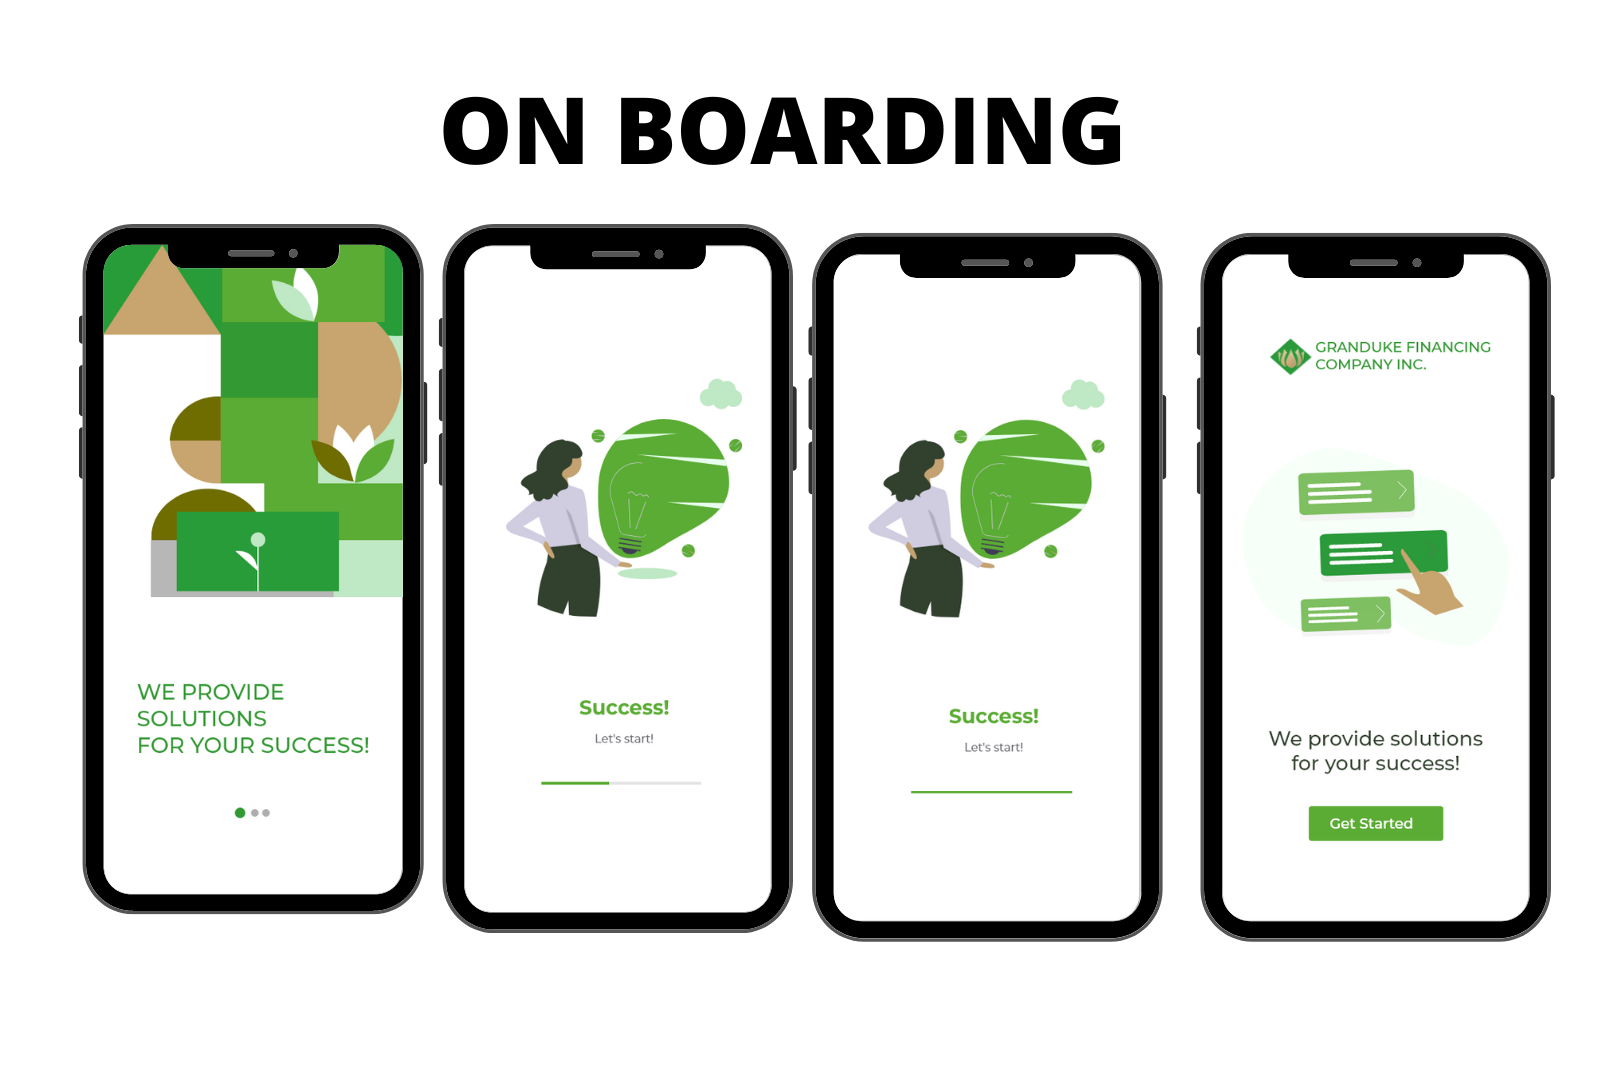 ON BOARDING
WE PROVIDE
SOLUTIONS
FOR YOUR SUCCESS!
Success!
Let's start!
Success!
Let's start!
GRANDUKE FINANCING
COMPANY INC.
We provide solutions
for your success!
Get Started